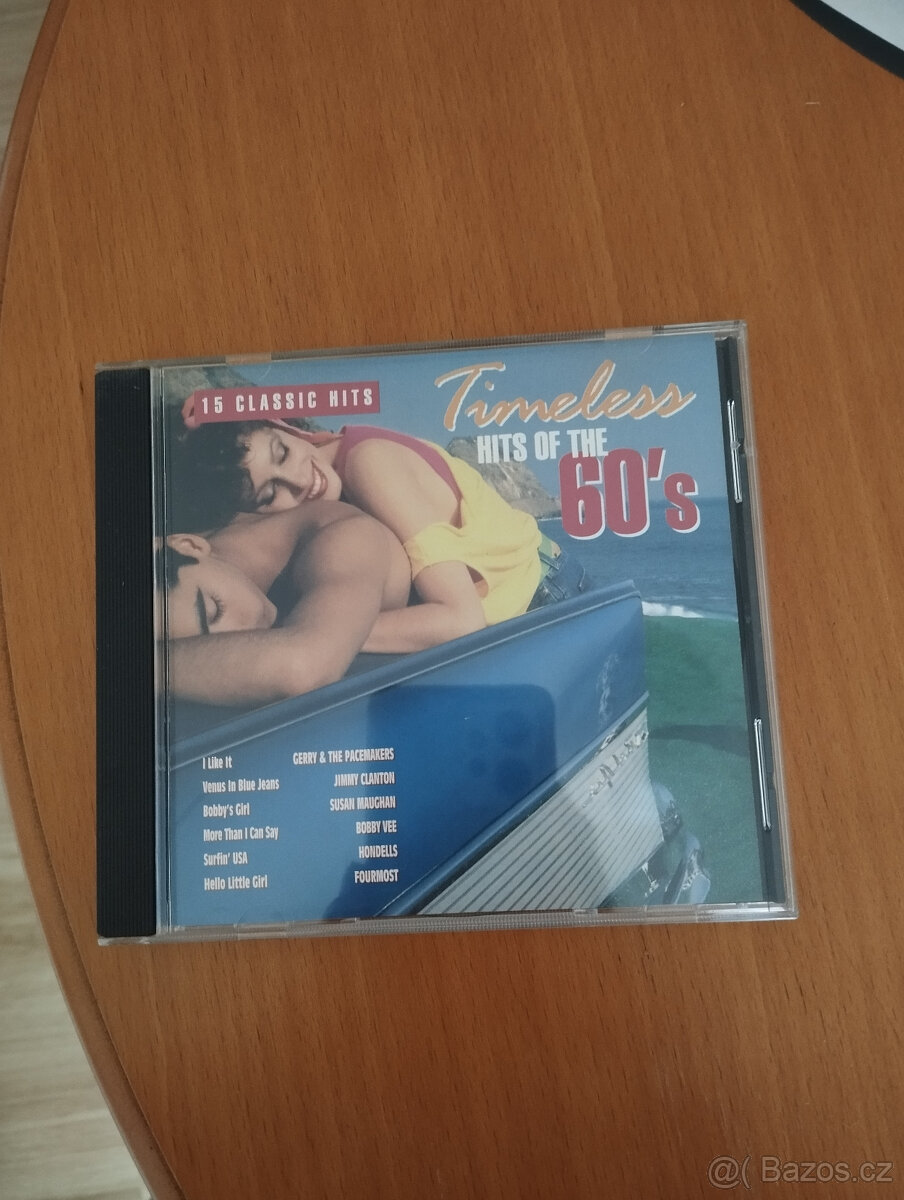 15 CLASSIC HITS
Timeless
HITS OF THE
60's
I Like It GERRY & THE PACEMAKERS
Venus In Blue Jeans JIMMY CLANTON
Bobby's Girl SUSAN MAUGHAN
More Than I Can Say BOBBY VEE
Surfin' USA HONDELLS
Hello Little Girl FOURMOST
@( Bazos.cz